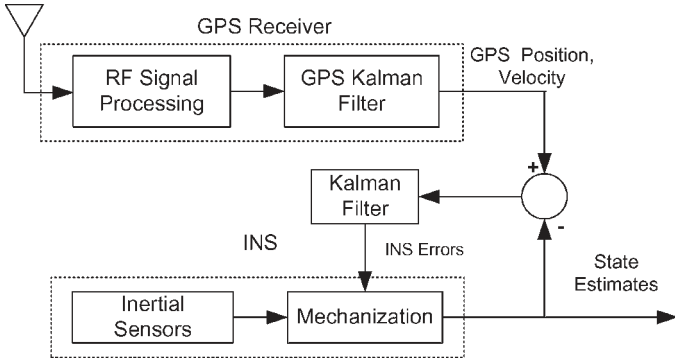 GPS Receiver
RF Signal
Processing
GPS Kalman
Filter
GPS Position,
Velocity
+
-
Kalman
Filter
INS
INS Errors
Inertial
Sensors
Mechanization
State
Estimates